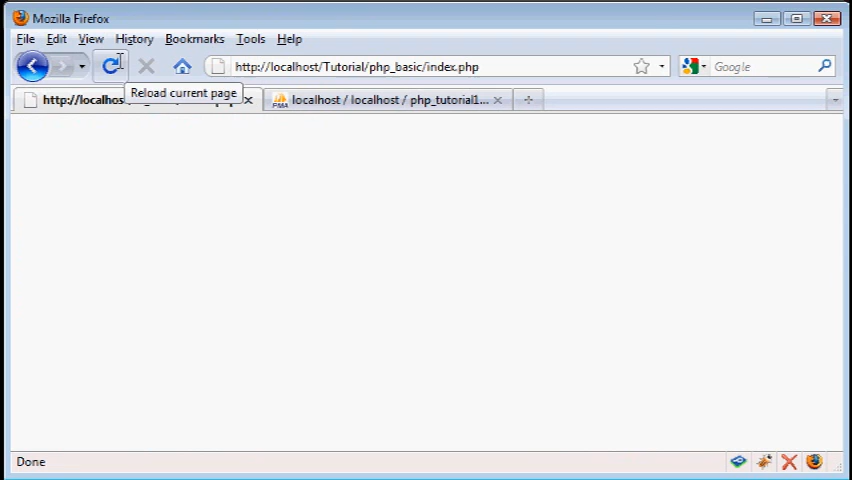 Mozilla Firefox
File Edit View History Bookmarks Tools Help
http://localhost/Tutorial/php_basic/index.php Google
Reload current page
http://localhos localhost / localhost / php_tutorial1...
PMA
Done